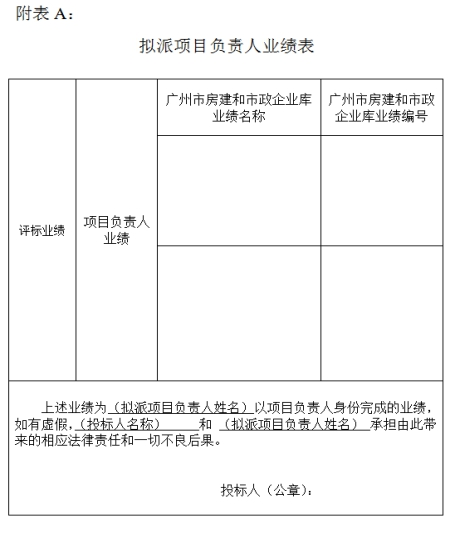 附表 A：
拟派项目负责人业绩表
广州市房建和市政企业库
业绩名称
广州市房建和市政
企业库业绩编号
评标业绩
项目负责人
业绩
上述业绩为（拟派项目负责人姓名）以项目负责人身份完成的业绩，
如有虚假，（投标人名称） 和 （拟派项目负责人姓名） 承担由此带
来的相应法律责任和一切不良后果。
投标人（公章）：